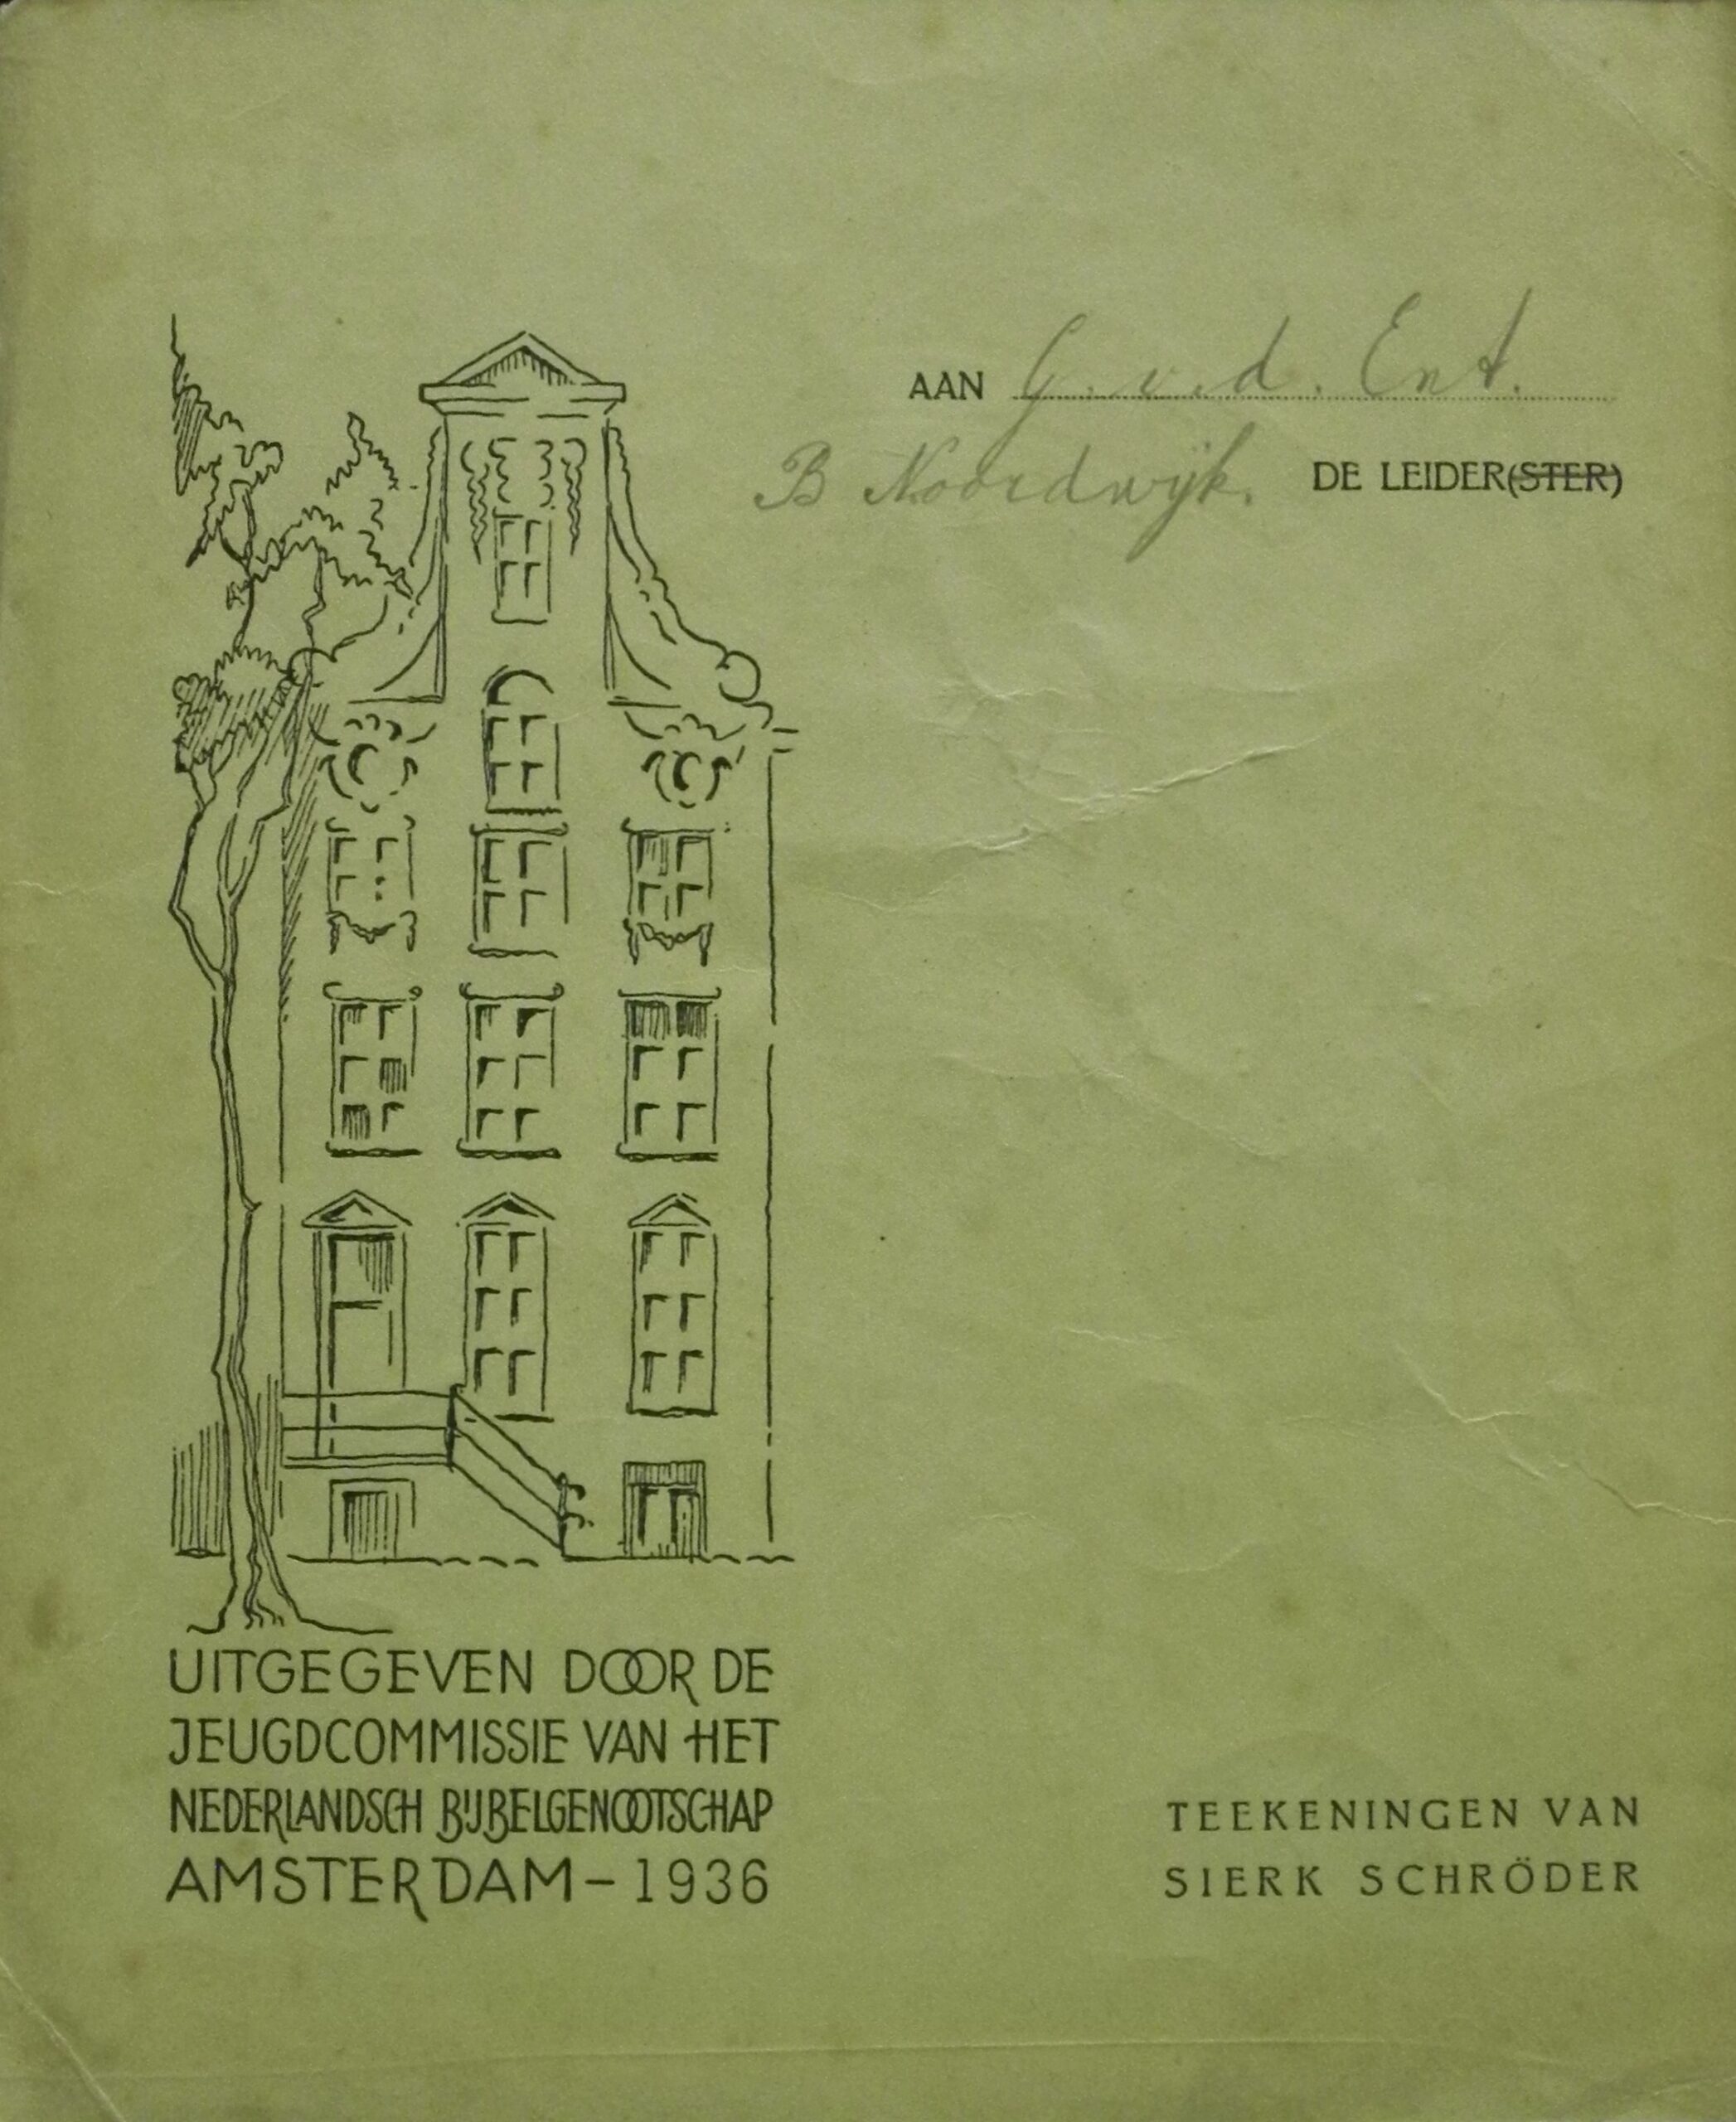 AAN G. v. d. Ent.
B Noordwijk. DE LEIDER(STER)
UITGEGEVEN DOOR DE
JEUGDCOMMISSIE VAN HET
NEDERLANDSCH BIJBELGENOOTSCHAP
AMSTERDAM – 1936
TEEKENINGEN VAN
SIERK SCHRÖDER